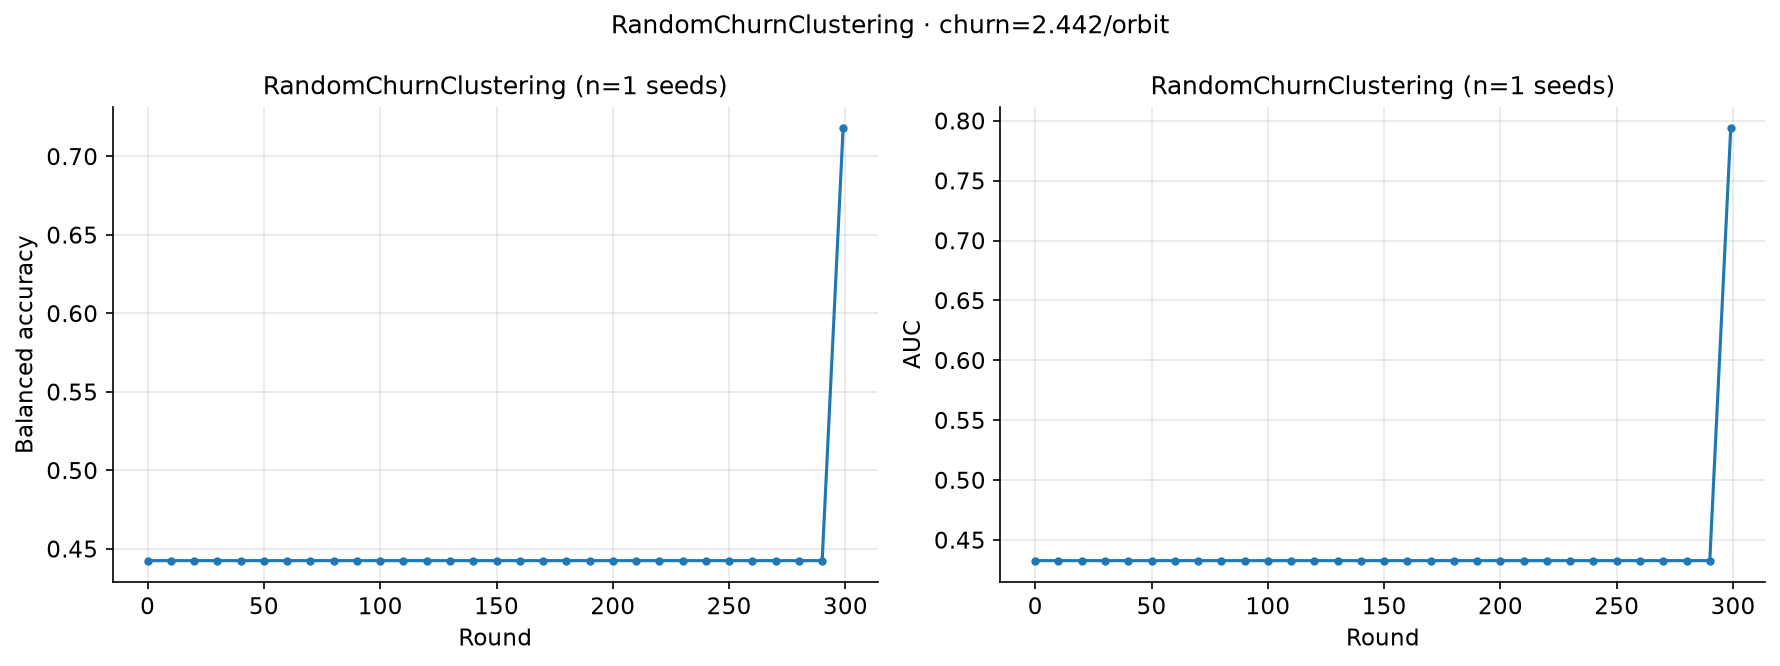 RandomChurnClustering · churn=2.442/orbit
RandomChurnClustering (n=1 seeds)
Balanced accuracy
0.70
0.65
0.60
0.55
0.50
0.45
0 50 100 150 200 250 300
Round
RandomChurnClustering (n=1 seeds)
AUC
0.80
0.75
0.70
0.65
0.60
0.55
0.50
0.45
0 50 100 150 200 250 300
Round